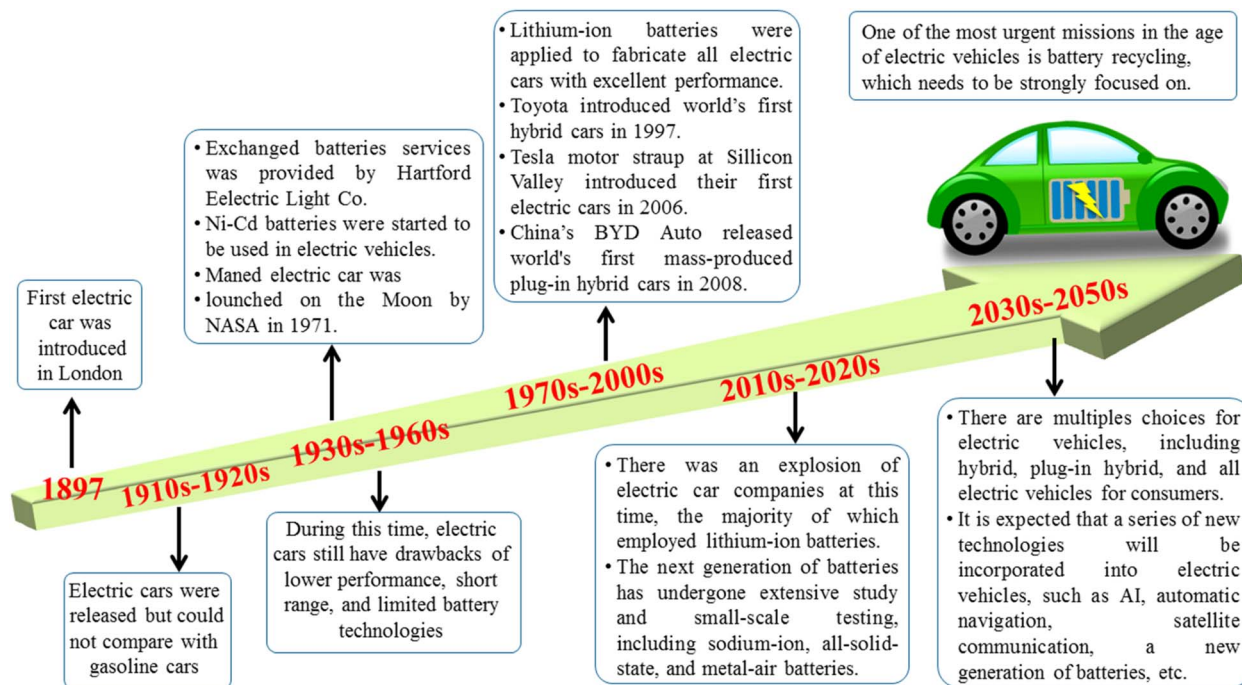 First electric
car was
introduced
in London
• Exchanged batteries services
was provided by Hartford
Eelectric Light Co.
• Ni-Cd batteries were started to
be used in electric vehicles.
• Maned electric car was
• lounched on the Moon by
NASA in 1971.
• Lithium-ion batteries were
applied to fabricate all electric
cars with excellent performance.
• Toyota introduced world's first
hybrid cars in 1997.
• Tesla motor straup at Sillicon
Valley introduced their first
electric cars in 2006.
• China's BYD Auto released
world's first mass-produced
plug-in hybrid cars in 2008.
One of the most urgent missions in the age
of electric vehicles is battery recycling,
which needs to be strongly focused on.
1897
1910s-1920s
1930s-1960s
1970s-2000s
2010s-2020s
2030s-2050s
Electric cars were
released but could
not compare with
gasoline cars
During this time, electric
cars still have drawbacks of
lower performance, short
range, and limited battery
technologies
• There was an explosion of
electric car companies at this
time, the majority of which
employed lithium-ion batteries.
• The next generation of batteries
has undergone extensive study
and small-scale testing,
including sodium-ion, all-solid-
state, and metal-air batteries.
• There are multiples choices for
electric vehicles, including
hybrid, plug-in hybrid, and all
electric vehicles for consumers.
• It is expected that a series of new
technologies will be
incorporated into electric
vehicles, such as AI, automatic
navigation, satellite
communication, a new
generation of batteries, etc.